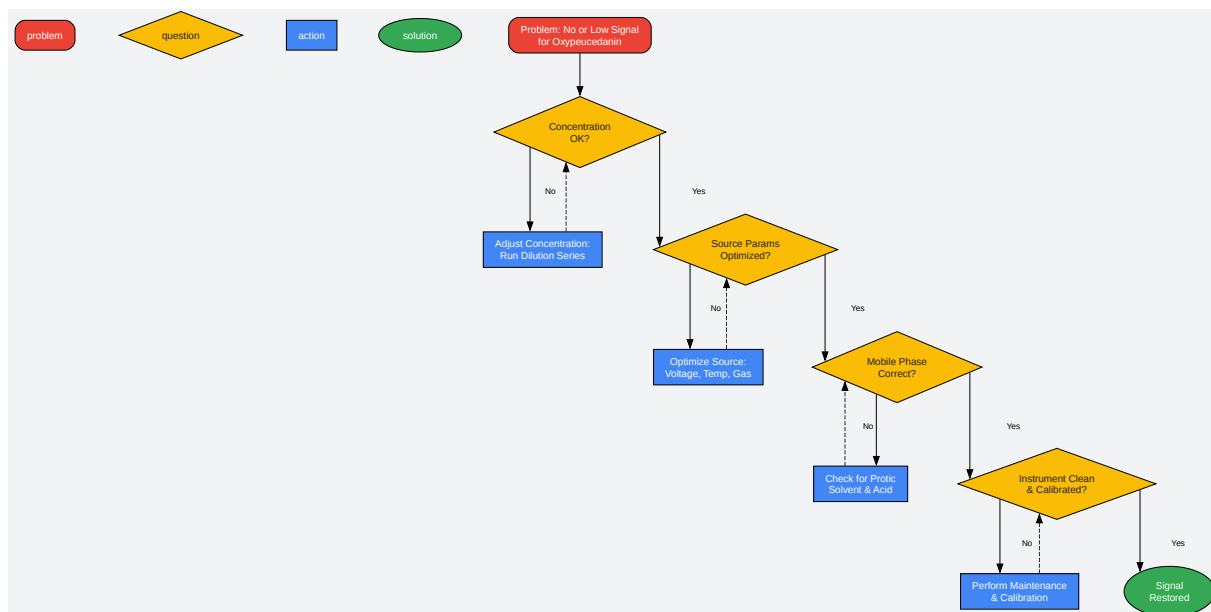 problem
question
action
solution
Problem: No or Low Signal
for Oxypeucedanin
Concentration
OK?
No
Yes
Adjust Concentration:
Run Dilution Series
Source Params
Optimized?
No
Yes
Optimize Source:
Voltage, Temp, Gas
Mobile Phase
Correct?
No
Yes
Check for Protic
Solvent & Acid
Instrument Clean
& Calibrated?
No
Yes
Perform Maintenance
& Calibration
Signal
Restored